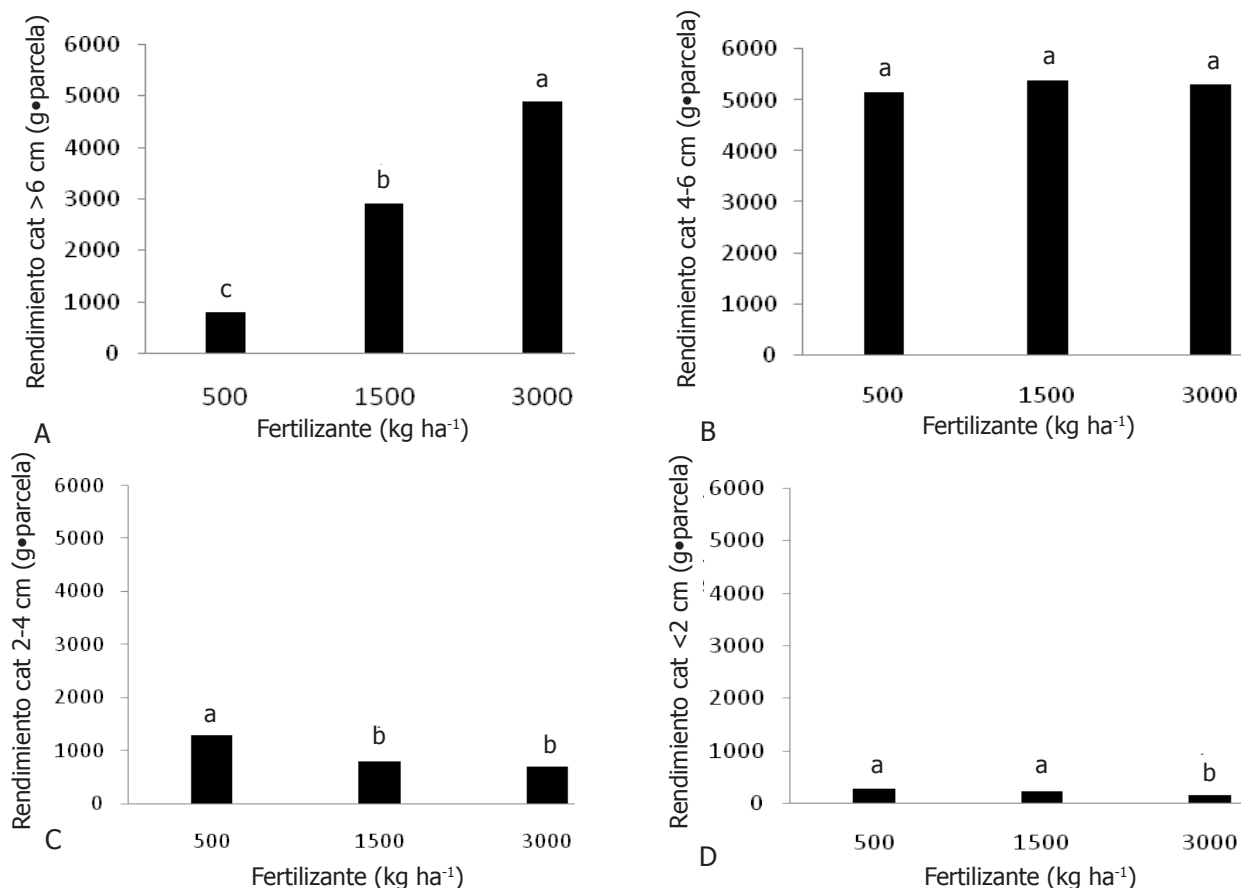 Rendimiento cat >6 cm (g•parcela)
6000
5000
4000
3000
2000
1000
0
c
b
a
500
1500
3000
Fertilizante (kg ha⁻¹)
A
Rendimiento cat 4-6 cm (g•parcela)
6000
5000
4000
3000
2000
1000
0
a
a
a
500
1500
3000
Fertilizante (kg ha⁻¹)
B
Rendimiento cat 2-4 cm (g•parcela)
6000
5000
4000
3000
2000
1000
0
a
b
b
500
1500
3000
Fertilizante (kg ha⁻¹)
C
Rendimiento cat <2 cm (g•parcela)
6000
5000
4000
3000
2000
1000
0
a
a
b
500
1500
3000
Fertilizante (kg ha⁻¹)
D